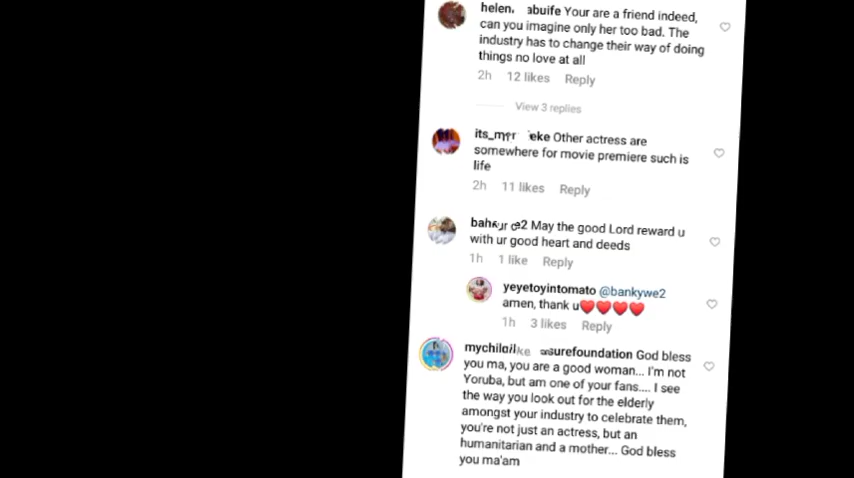 helen. abuife Your are a friend indeed,
can you imagine only her too bad. The
industry has to change their way of doing
things no love at all
2h 12 likes Reply
View 3 replies
Other actress are
somewhere for movie premiere such is
life
2h 11 likes Reply
May the good Lord reward u
with ur good heart and deeds
1h 1 like Reply
yeyetoyintomato @bankywe2
amen, thank u❤️❤️❤️❤️
1h 3 likes Reply
God bless
you ma, you are a good woman... I'm not
Yoruba, but am one of your fans.... I see
the way you look out for the elderly
amongst your industry to celebrate them,
you're not just an actress, but an
humanitarian and a mother... God bless
you ma'am